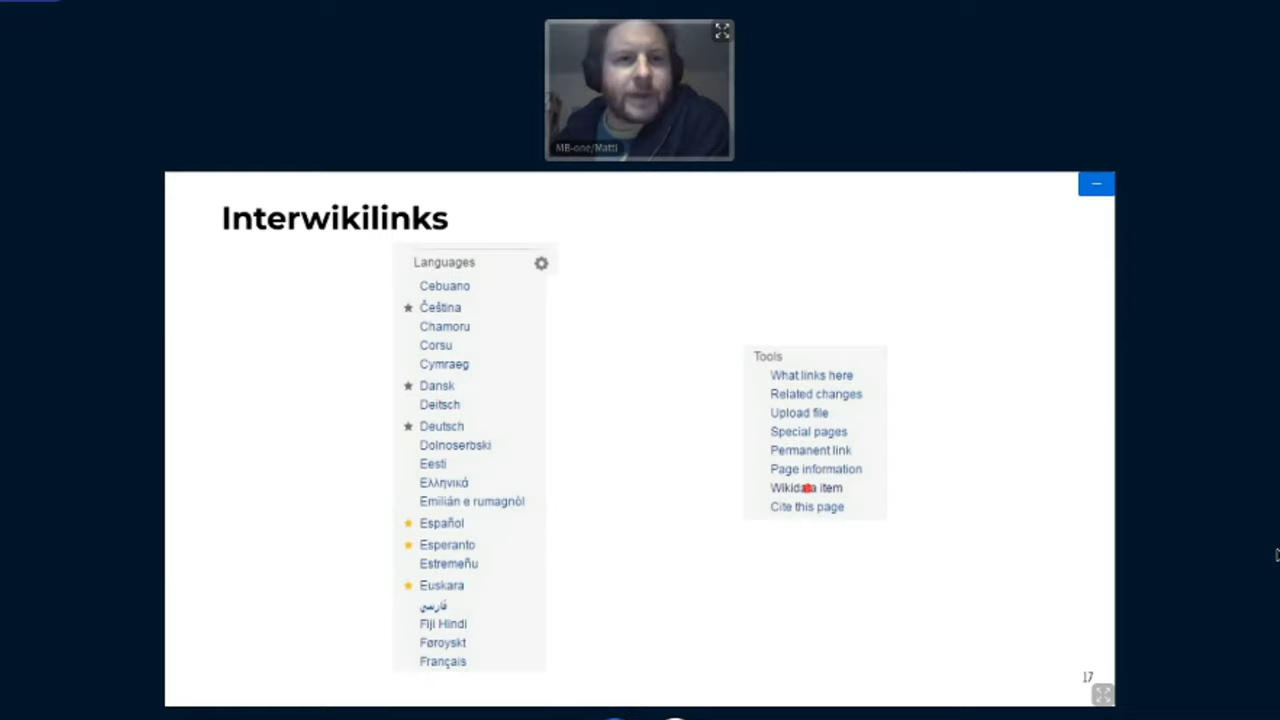 MB-one/Matti
Interwikilinks
Languages
Cebuano
Čeština
Chamoru
Corsu
Cymraeg
Dansk
Deitsch
Deutsch
Dolnoserbski
Eesti
Ελληνικά
Emiliàn e rumagnòl
Español
Esperanto
Estremeñu
Euskara
فارسی
Fiji Hindi
Føroyskt
Français
Tools
What links here
Related changes
Upload file
Special pages
Permanent link
Page information
Wikidata item
Cite this page
17